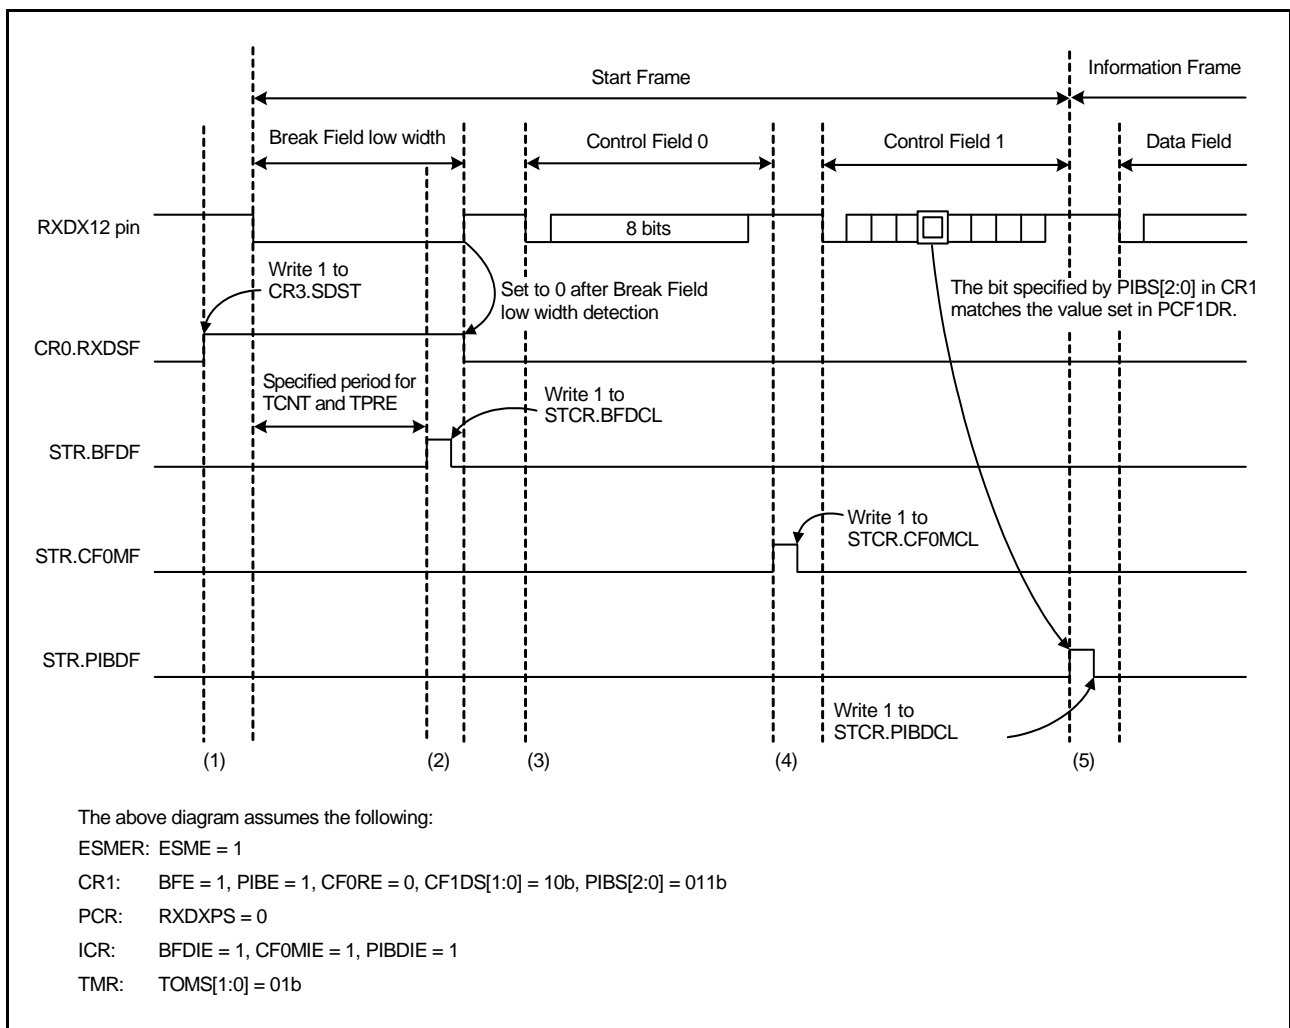 Start Frame
Information Frame
Break Field low width
Control Field 0
Control Field 1
Data Field
RXDX12 pin
8 bits
Write 1 to
CR3.SDST
Set to 0 after Break Field
low width detection
The bit specified by PIBS[2:0] in CR1
matches the value set in PCF1DR.
CR0.RXDSF
Specified period for
TCNT and TPRE
Write 1 to
STCR.BFDCL
STR.BFDF
Write 1 to
STCR.CF0MCL
STR.CF0MF
STR.PIBDF
Write 1 to
STCR.PIBDCL
(1)
(2)
(3)
(4)
(5)
The above diagram assumes the following:
ESMER: ESME = 1
CR1: BFE = 1, PIBE = 1, CF0RE = 0, CF1DS[1:0] = 10b, PIBS[2:0] = 011b
PCR: RXDXPS = 0
ICR: BFDIE = 1, CF0MIE = 1, PIBDIE = 1
TMR: TOMS[1:0] = 01b